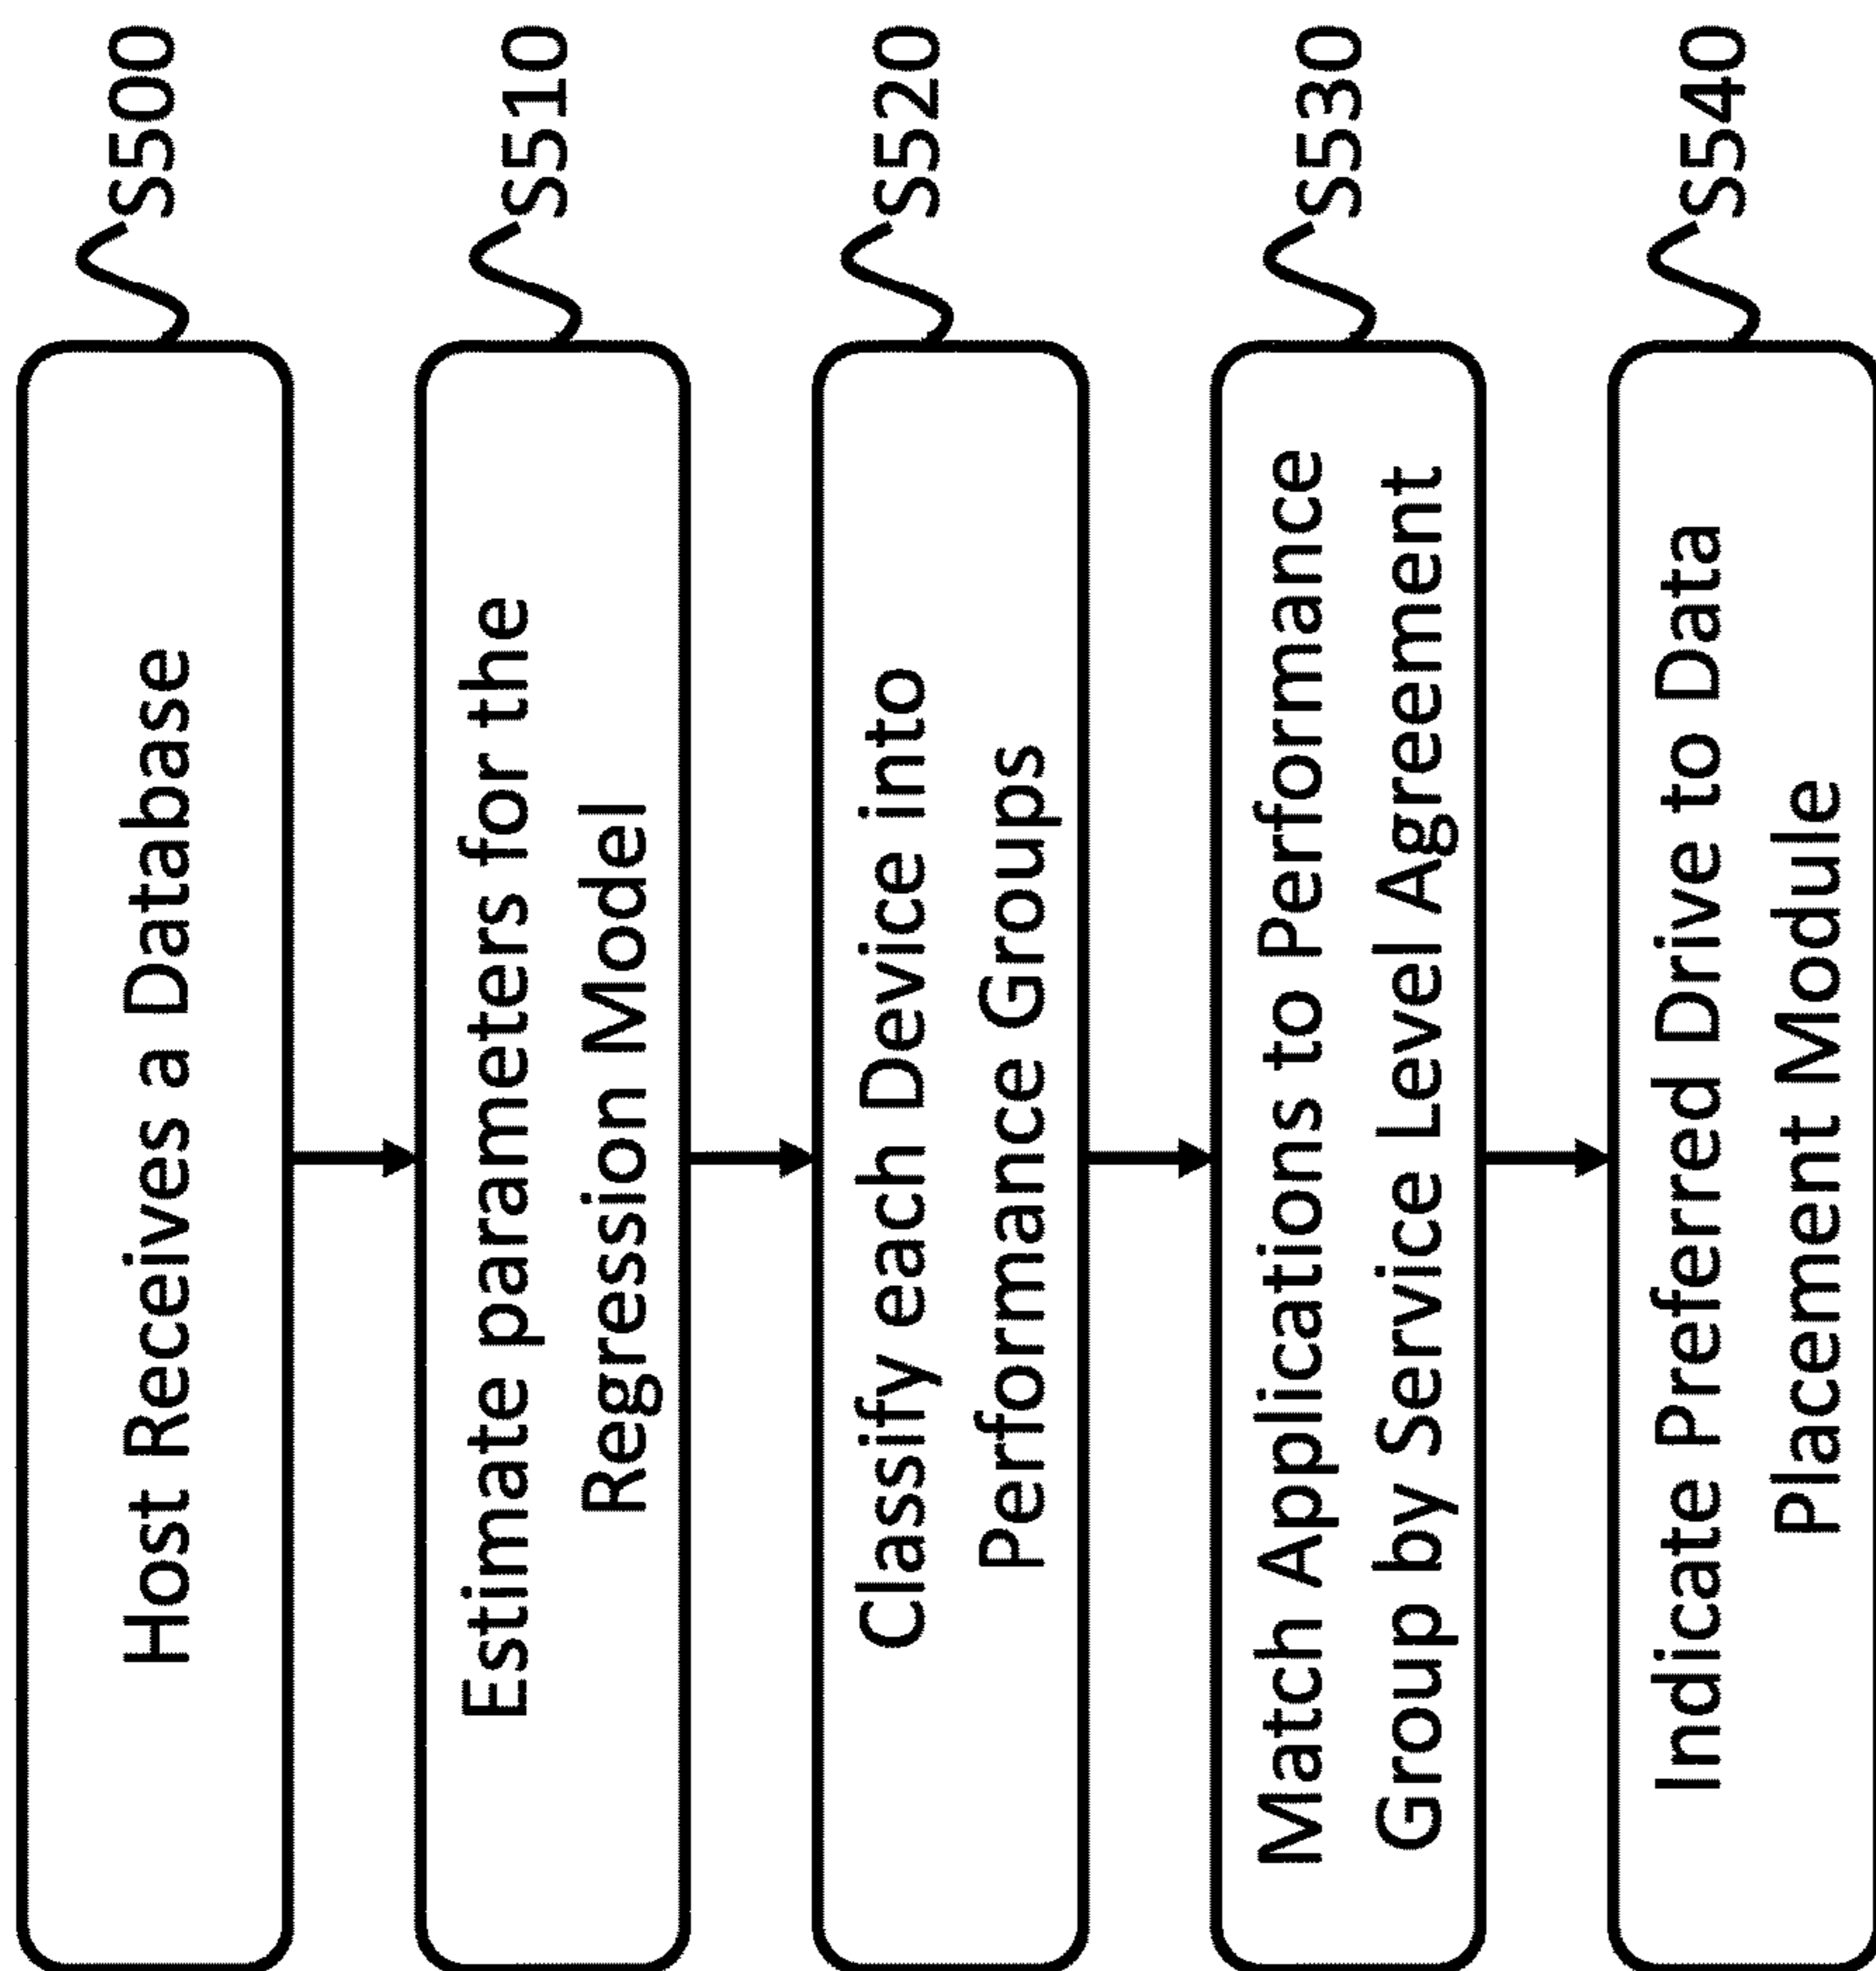 Host Receives a Database
S500
Estimate parameters for the
Regression Model
S510
Classify each Device into
Performance Groups
S520
Match Applications to Performance
Group by Service Level Agreement
S530
Indicate Preferred Drive to Data
Placement Module
S540